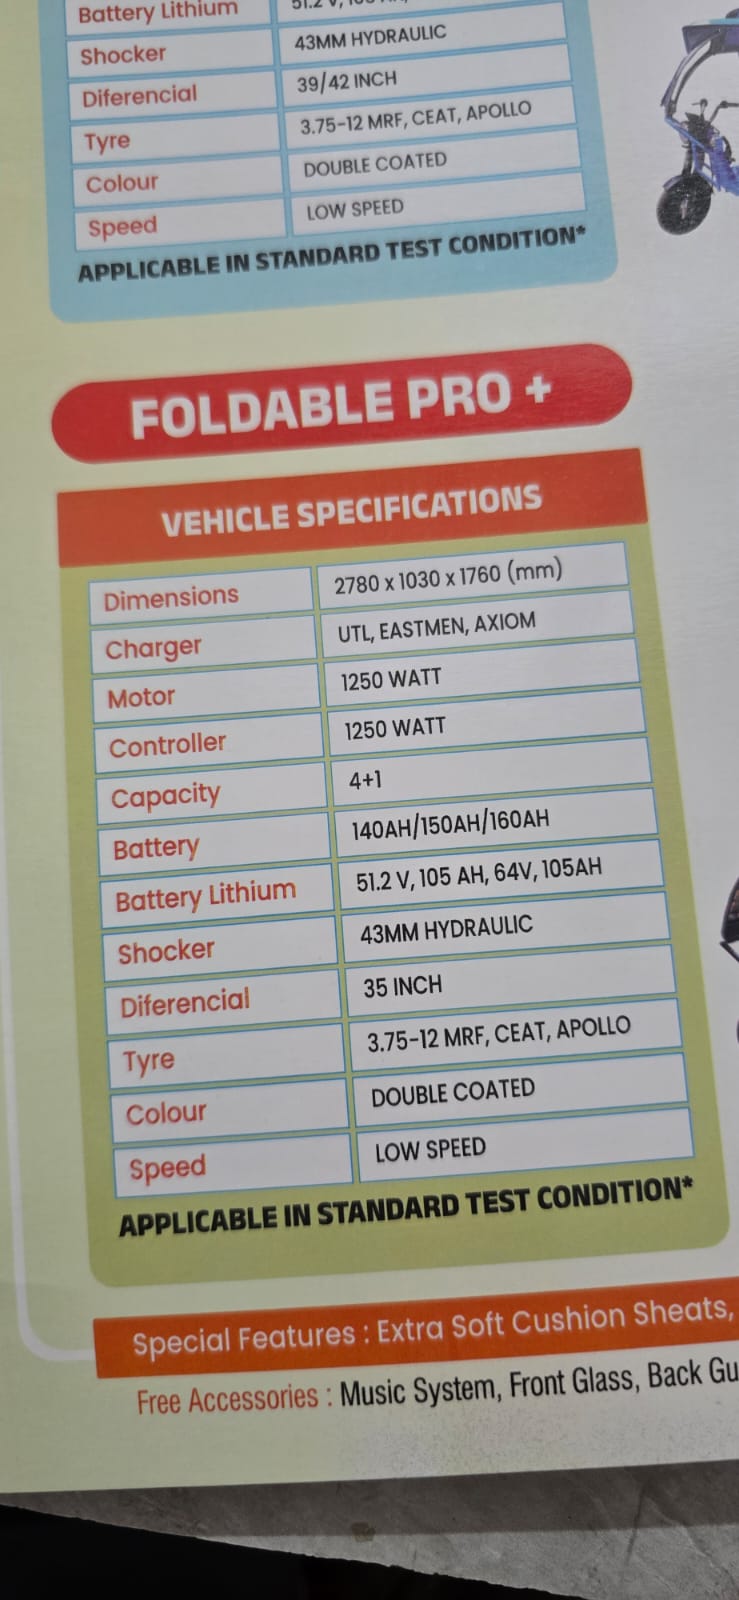 Battery Lithium
Shocker 43MM HYDRAULIC
Diferencial 39/42 INCH
Tyre 3.75-12 MRF, CEAT, APOLLO
Colour DOUBLE COATED
Speed LOW SPEED
APPLICABLE IN STANDARD TEST CONDITION*
FOLDABLE PRO +
VEHICLE SPECIFICATIONS
Dimensions 2780 x 1030 x 1760 (mm)
Charger UTL, EASTMEN, AXIOM
Motor 1250 WATT
Controller 1250 WATT
Capacity 4+1
Battery 140AH/150AH/160AH
Battery Lithium 51.2 V, 105 AH, 64V, 105AH
Shocker 43MM HYDRAULIC
Diferencial 35 INCH
Tyre 3.75-12 MRF, CEAT, APOLLO
Colour DOUBLE COATED
Speed LOW SPEED
APPLICABLE IN STANDARD TEST CONDITION*
Special Features : Extra Soft Cushion Sheats,
Free Accessories : Music System, Front Glass, Back Gu